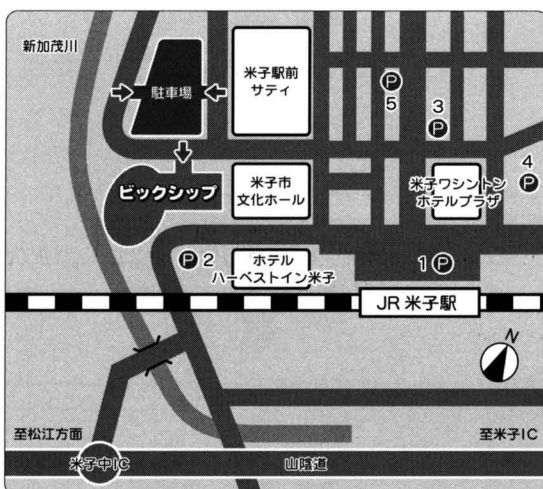 新加茂川
駐車場
米子駅前
サティ
P
5
3
P
4
P
ビックシップ
米子市
文化ホール
米子ワシントン
ホテルプラザ
P 2
ホテル
ハーベストイン米子
1 P
JR 米子駅
N
至松江方面
至米子IC
米子中IC
山陰道